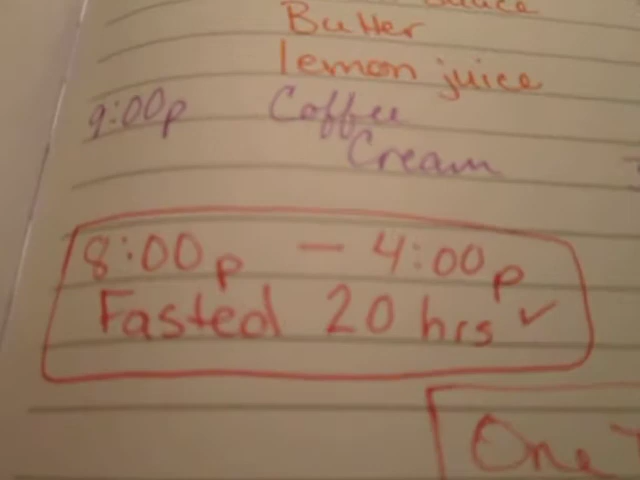 Butter
lemon juice
9:00p Coffee
Cream
8:00p — 4:00p
Fasted 20 hrs ✓
One